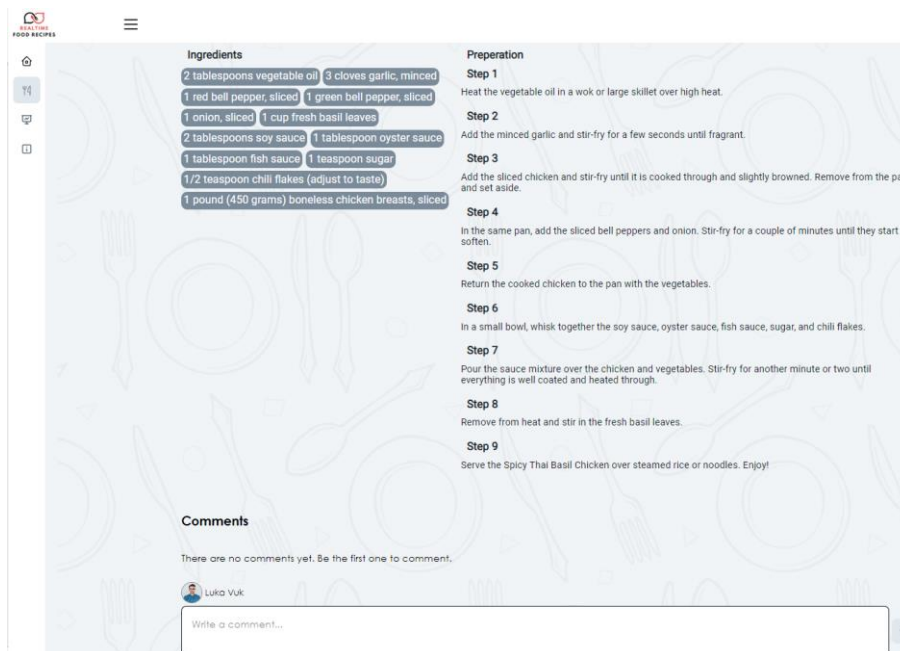 REALTIME
FOOD RECIPES
Ingredients
2 tablespoons vegetable oil 3 cloves garlic, minced
1 red bell pepper, sliced 1 green bell pepper, sliced
1 onion, sliced 1 cup fresh basil leaves
2 tablespoons soy sauce 1 tablespoon oyster sauce
1 tablespoon fish sauce 1 teaspoon sugar
1/2 teaspoon chili flakes (adjust to taste)
1 pound (450 grams) boneless chicken breasts, sliced
Preperation
Step 1
Heat the vegetable oil in a wok or large skillet over high heat.
Step 2
Add the minced garlic and stir-fry for a few seconds until fragrant.
Step 3
Add the sliced chicken and stir-fry until it is cooked through and slightly browned. Remove from the
and set aside.
Step 4
In the same pan, add the sliced bell peppers and onion. Stir-fry for a couple of minutes until they start
soften.
Step 5
Return the cooked chicken to the pan with the vegetables.
Step 6
In a small bowl, whisk together the soy sauce, oyster sauce, fish sauce, sugar, and chili flakes.
Step 7
Pour the sauce mixture over the chicken and vegetables. Stir-fry for another minute or two until
everything is well coated and heated through.
Step 8
Remove from heat and stir in the fresh basil leaves.
Step 9
Serve the Spicy Thai Basil Chicken over steamed rice or noodles. Enjoy!
Comments
There are no comments yet. Be the first one to comment.
Luka Vuk
Write a comment...